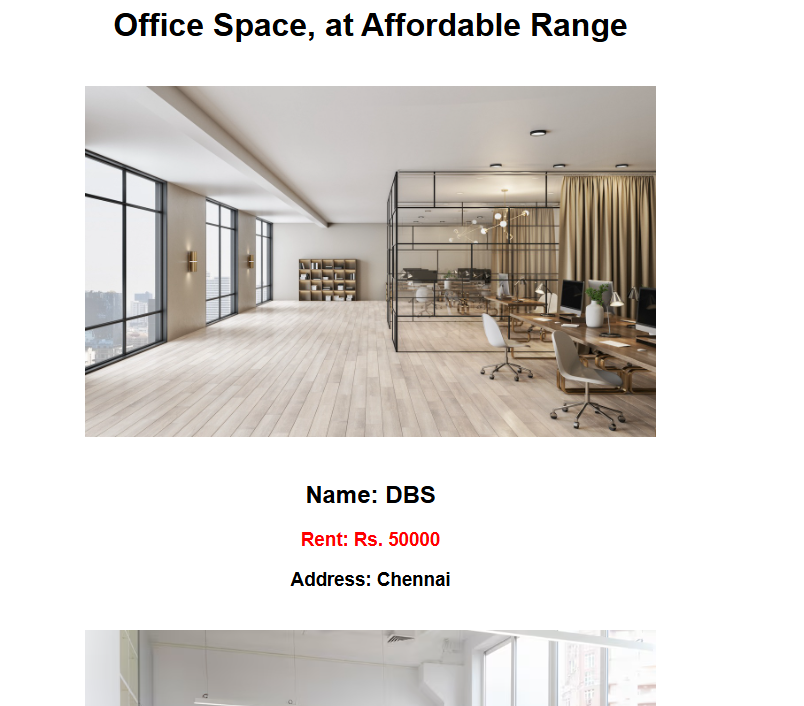 Office Space, at Affordable Range
Name: DBS
Rent: Rs. 50000
Address: Chennai